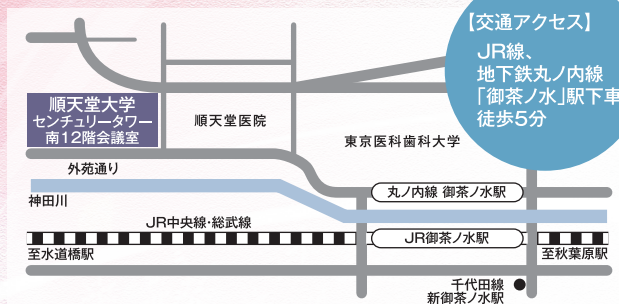 【交通アクセス】
JR線、
地下鉄丸ノ内線
「御茶ノ水」駅下車
徒歩5分
順天堂大学
センチュリータワー
南12階会議室
順天堂医院
東京医科歯科大学
外苑通り
神田川
丸ノ内線 御茶ノ水駅
JR中央線・総武線
JR御茶ノ水駅
至水道橋駅
至秋葉原駅
千代田線
新御茶ノ水駅